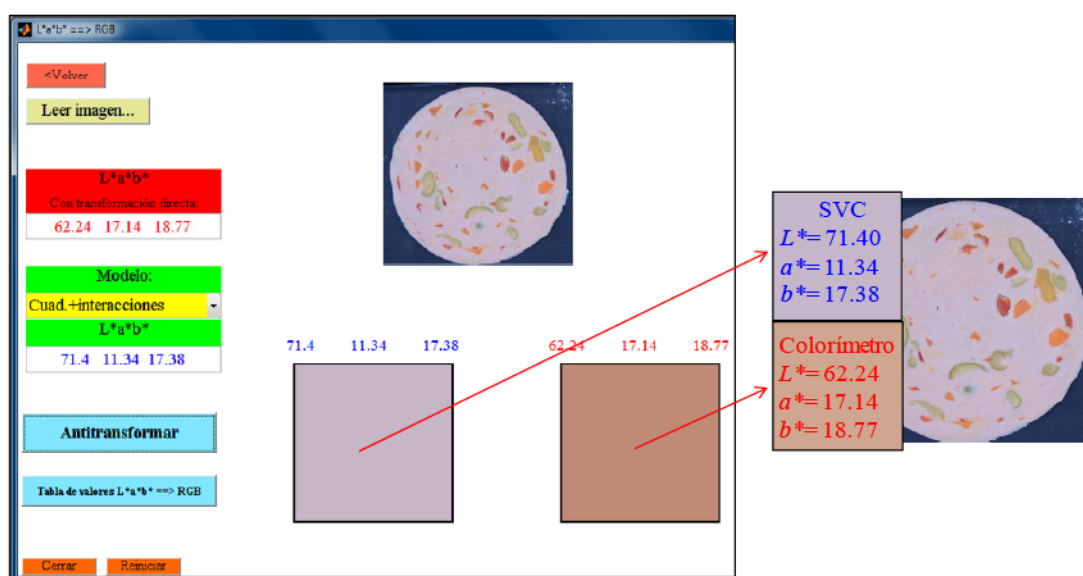 L*a*b* ==> RGB
<Volver
Leer imagen...
L*a*b*
Con transformación directa:
62.24 17.14 18.77
Modelo:
Cuad.+interacciones
L*a*b*
71.4 11.34 17.38
Antitransformar
Tabla de valores L*a*b* ==> RGB
Cerrar Reiniciar
71.4 11.34 17.38
62.24 17.14 18.77
SVC
L*= 71.40
a*= 11.34
b*= 17.38
Colorímetro
L*= 62.24
a*= 17.14
b*= 18.77